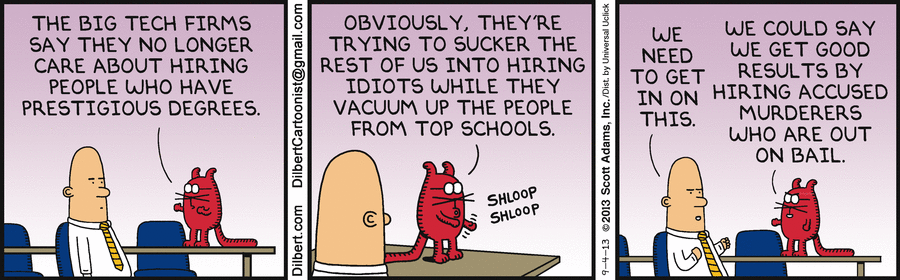 THE BIG TECH FIRMS
SAY THEY NO LONGER
CARE ABOUT HIRING
PEOPLE WHO HAVE
PRESTIGIOUS DEGREES.
Dilbert.com DilbertCartoonist@gmail.com
OBVIOUSLY, THEY'RE
TRYING TO SUCKER THE
REST OF US INTO HIRING
IDIOTS WHILE THEY
VACUUM UP THE PEOPLE
FROM TOP SCHOOLS.
SHLOOP
SHLOOP
9-4-13 © 2013 Scott Adams, Inc. /Dist. by Universal Uclick
WE
NEED
TO GET
IN ON
THIS.
WE COULD SAY
WE GET GOOD
RESULTS BY
HIRING ACCUSED
MURDERERS
WHO ARE OUT
ON BAIL.